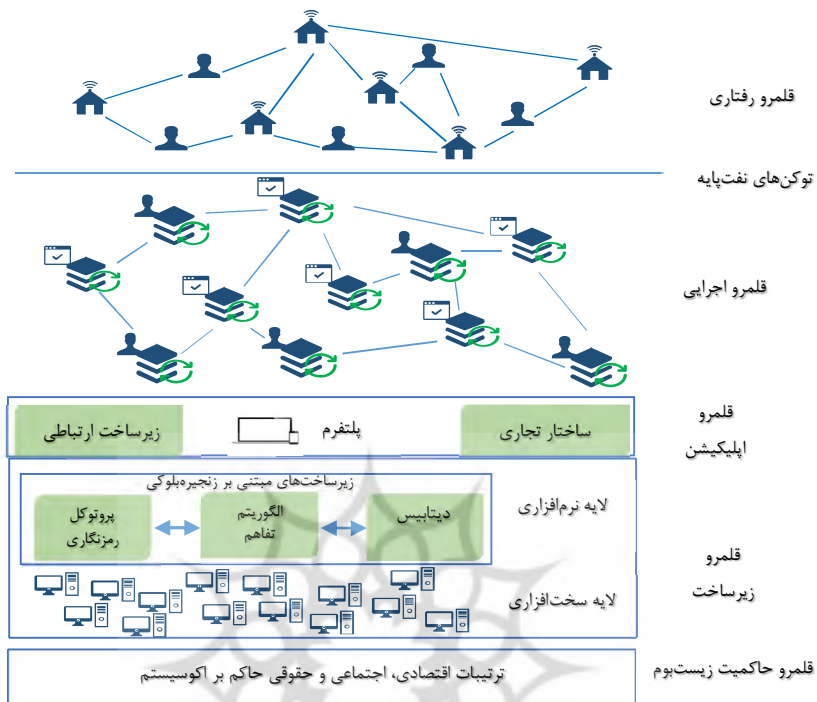 قلمرو رفتاری
توکن‌های نفت‌پایه
قلمرو اجرایی
قلمرو
اپلیکیشن
ساختار تجاری
پلتفرم
زیرساخت ارتباطی
زیرساخت‌های مبتنی بر زنجیره‌بلوکی
لایه نرم‌افزاری
دیتابیس
الگوریتم
تفاهم
پروتوکل
رمزنگاری
قلمرو
زیرساخت
لایه سخت‌افزاری
قلمرو حاکمیت زیست‌بوم
ترتیبات اقتصادی، اجتماعی و حقوقی حاکم بر اکوسیستم